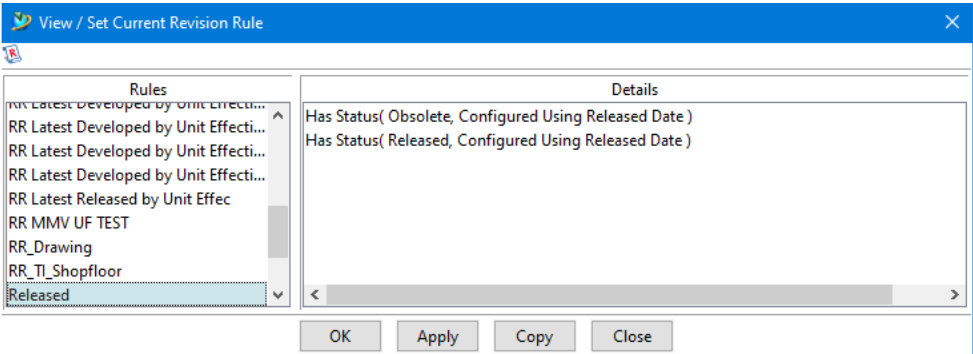 View / Set Current Revision Rule
R
Rules
Details
RR Latest Developed by Unit Effecti...
RR Latest Developed by Unit Effecti...
RR Latest Developed by Unit Effecti...
RR Latest Developed by Unit Effecti...
RR Latest Released by Unit Effec
RR MMV UF TEST
RR_Drawing
RR_TI_Shopfloor
Released
Has Status( Obsolete, Configured Using Released Date )
Has Status( Released, Configured Using Released Date )
OK
Apply
Copy
Close